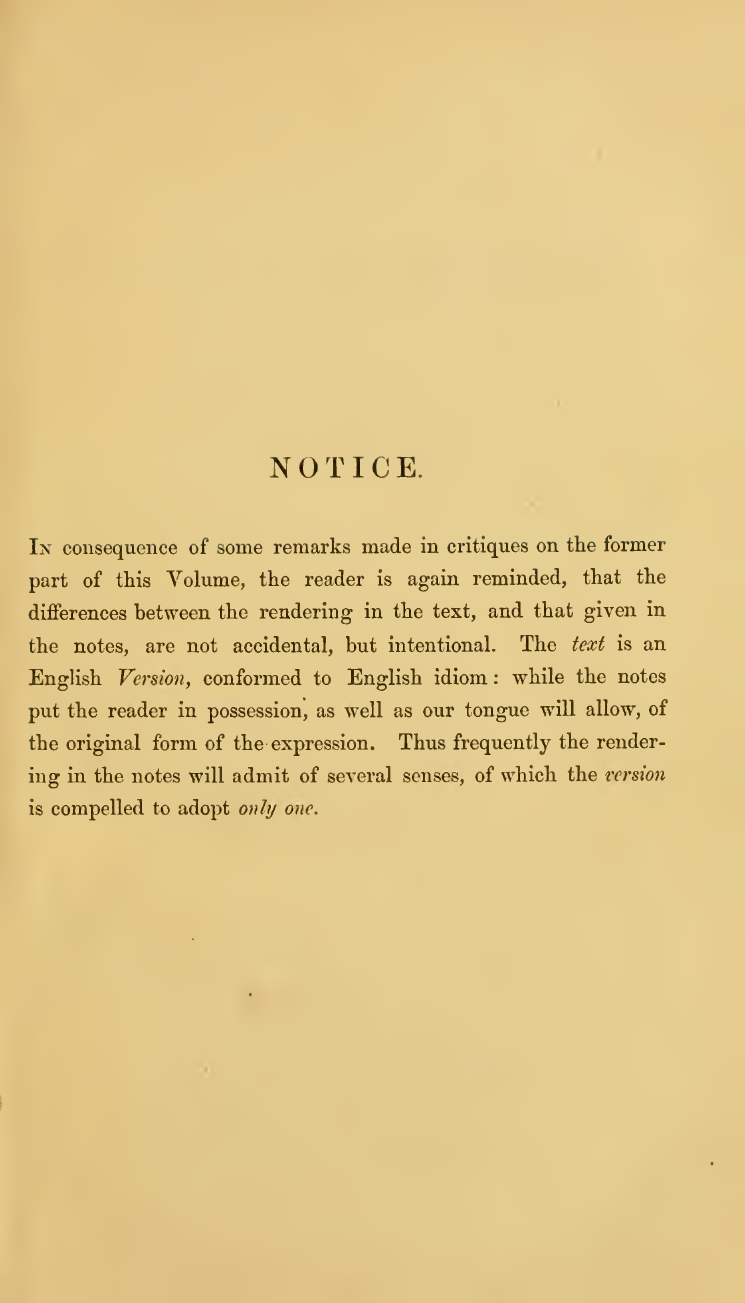 NOTICE.
In consequence of some remarks made in critiques on the former
part of this Volume, the reader is again reminded, that the
differences between the rendering in the text, and that given in
the notes, are not accidental, but intentional. The text is an
English Version, conformed to English idiom: while the notes
put the reader in possession, as well as our tongue will allow, of
the original form of the expression. Thus frequently the render-
ing in the notes will admit of several senses, of which the version
is compelled to adopt only one.